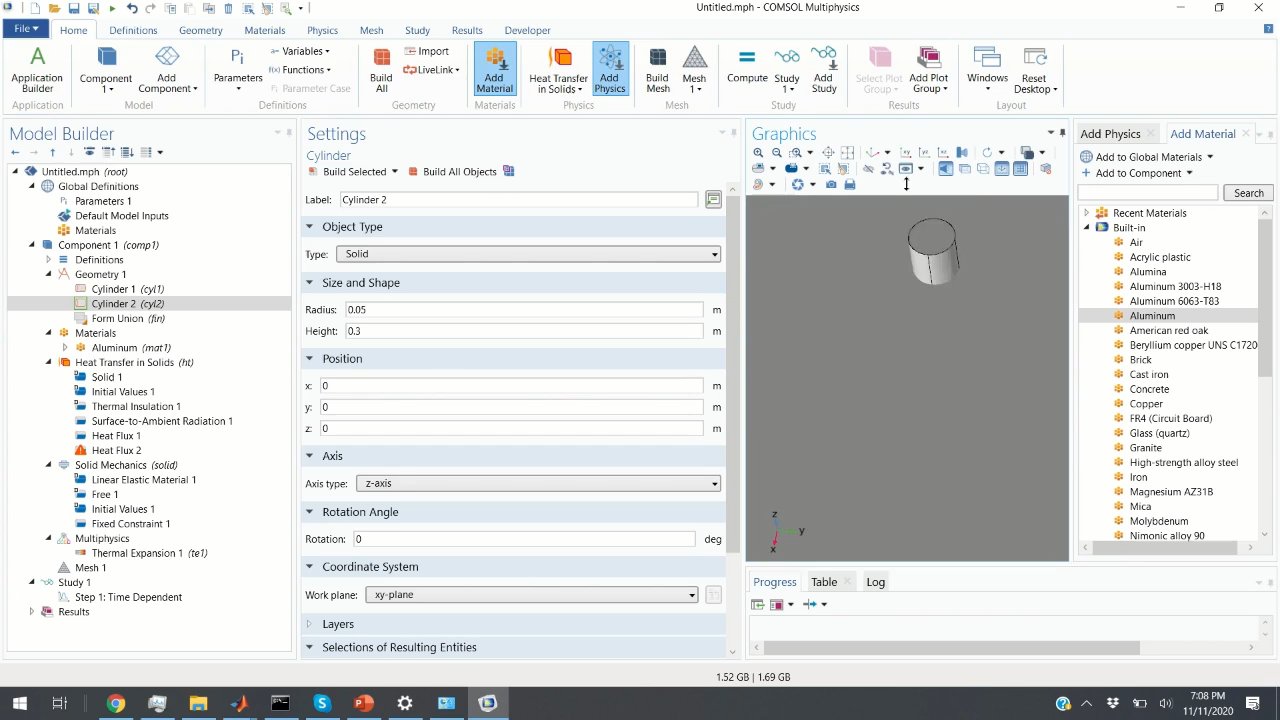 Untitled.mph - COMSOL Multiphysics
File Home Definitions Geometry Materials Physics Mesh Study Results Developer
Application Builder
Application
Component 1
Add Component
Model
Parameters
Variables
Functions
Parameter Case
Definitions
Build All
Import
LiveLink
Geometry
Add Material
Materials
Heat Transfer in Solids
Add Physics
Physics
Build Mesh
Mesh 1
Mesh
Compute
Study 1
Add Study
Study
Select Plot Group
Add Plot Group
Results
Windows
Reset Desktop
Layout
Model Builder
Untitled.mph (root)
Global Definitions
Parameters 1
Default Model Inputs
Materials
Component 1 (comp1)
Definitions
Geometry 1
Cylinder 1 (cyl1)
Cylinder 2 (cyl2)
Form Union (fin)
Materials
Aluminum (mat1)
Heat Transfer in Solids (ht)
Solid 1
Initial Values 1
Thermal Insulation 1
Surface-to-Ambient Radiation 1
Heat Flux 1
Heat Flux 2
Solid Mechanics (solid)
Linear Elastic Material 1
Free 1
Initial Values 1
Fixed Constraint 1
Multiphysics
Thermal Expansion 1 (te1)
Mesh 1
Study 1
Step 1: Time Dependent
Results
Settings
Cylinder
Build Selected Build All Objects
Label: Cylinder 2
Object Type
Type: Solid
Size and Shape
Radius: 0.05 m
Height: 0.3 m
Position
x: 0 m
y: 0 m
z: 0 m
Axis
Axis type: z-axis
Rotation Angle
Rotation: 0 deg
Coordinate System
Work plane: xy-plane
Layers
Selections of Resulting Entities
Graphics
z
y
x
Progress Table Log
Add Physics Add Material
Add to Global Materials
Add to Component
Search
Recent Materials
Built-in
Air
Acrylic plastic
Alumina
Aluminum 3003-H18
Aluminum 6063-T83
Aluminum
American red oak
Beryllium copper UNS C1720
Brick
Cast iron
Concrete
Copper
FR4 (Circuit Board)
Glass (quartz)
Granite
High-strength alloy steel
Iron
Magnesium AZ31B
Mica
Molybdenum
Nimonic alloy 90
1.52 GB | 1.69 GB
7:08 PM
11/11/2020